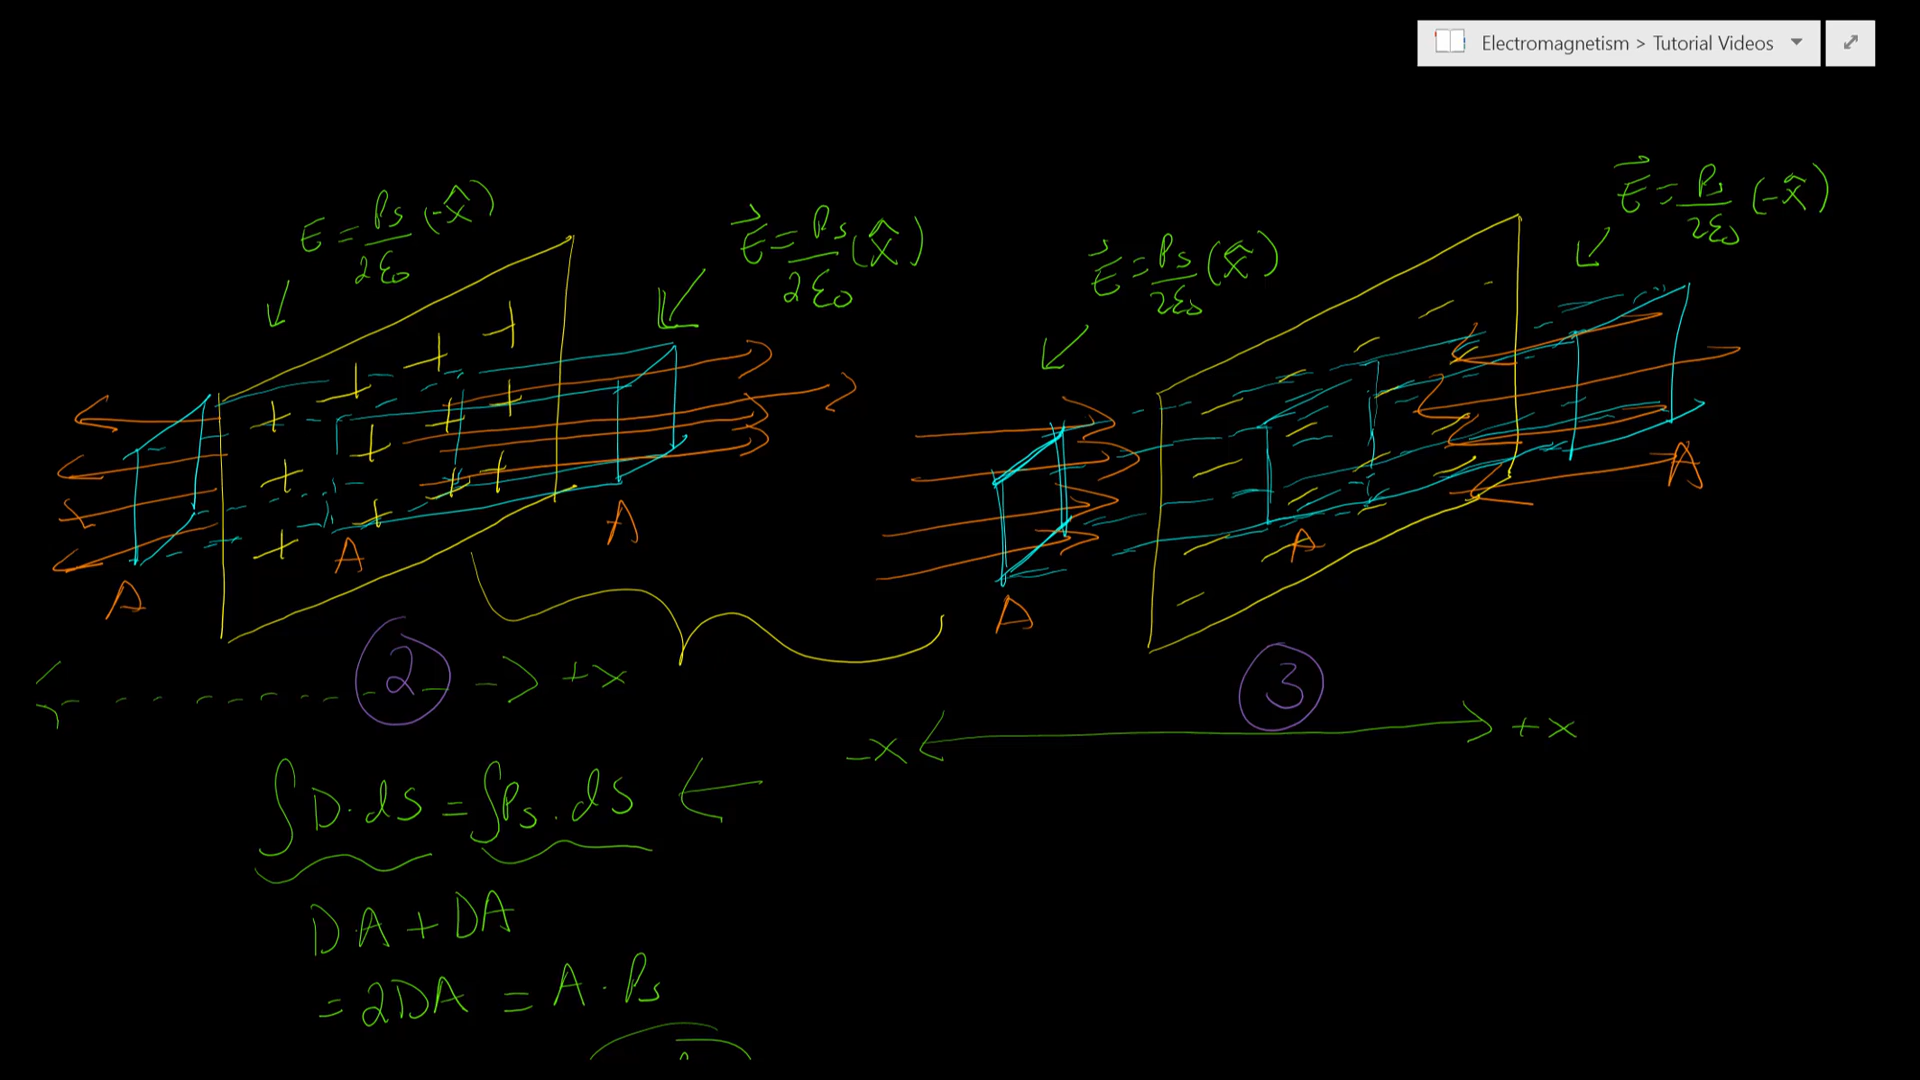 Electromagnetism > Tutorial Videos
E = ρs/2ε₀ (-x̂)
E⃗ = ρs/2ε₀ (x̂)
E⃗ = ρs/2ε₀ (x̂)
E⃗ = ρs/2ε₀ (-x̂)
+ + + + + + + + + + + + +
A
A
A
A
A
A
2
+x
3
-x
+x
∫D·ds = ∫ρs·ds
DA + DA
= 2DA = A·ρs